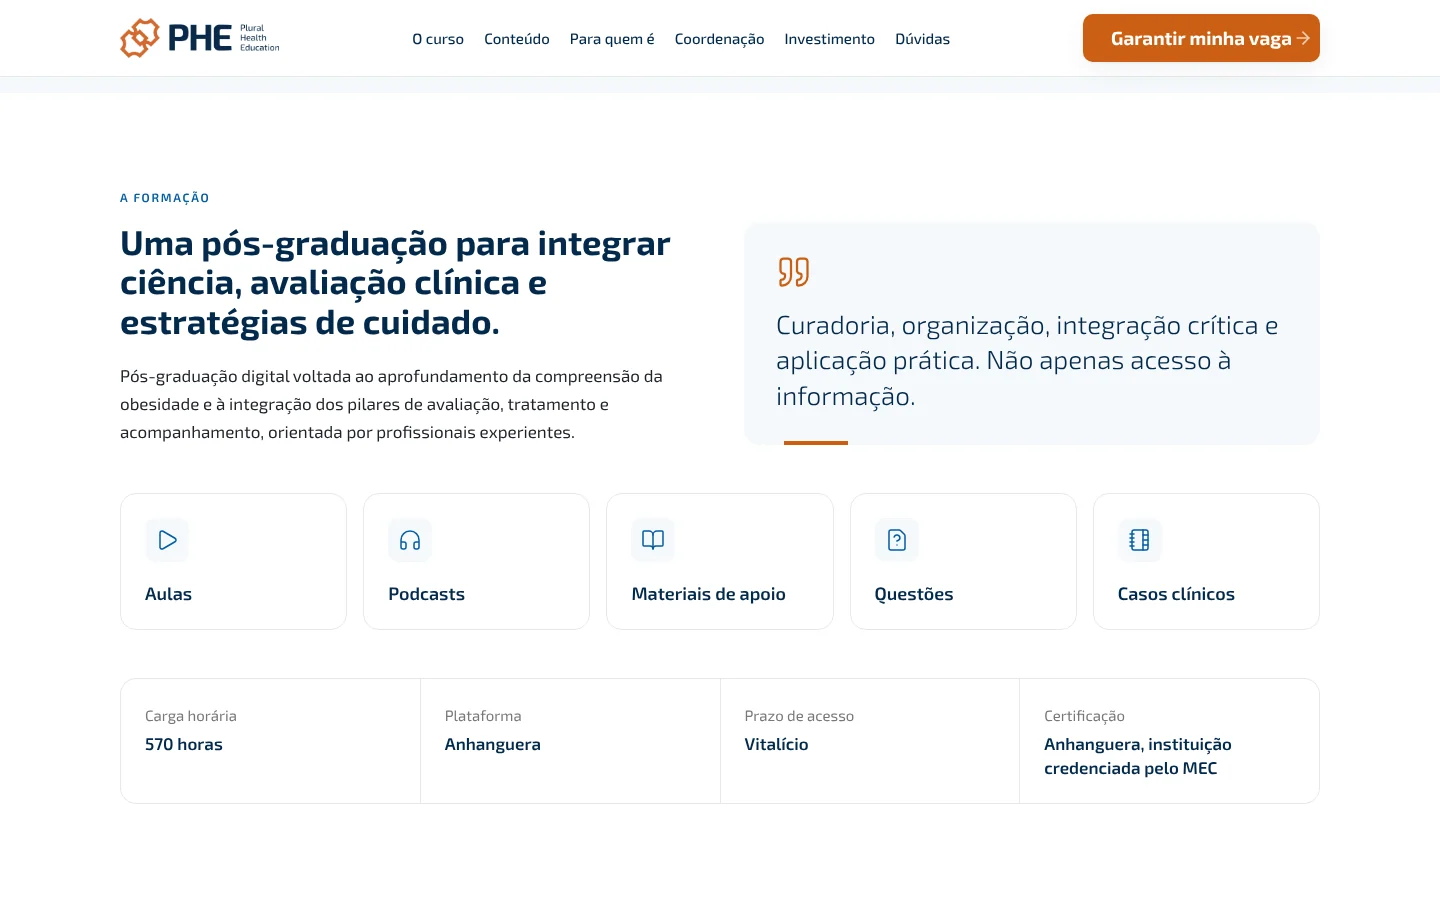 PHE
Plural
Health
Education
O curso
Conteúdo
Para quem é
Coordenação
Investimento
Dúvidas
Garantir minha vaga
A FORMAÇÃO
Uma pós-graduação para integrar
ciência, avaliação clínica e
estratégias de cuidado.
Pós-graduação digital voltada ao aprofundamento da compreensão da
obesidade e à integração dos pilares de avaliação, tratamento e
acompanhamento, orientada por profissionais experientes.
Curadoria, organização, integração crítica e
aplicação prática. Não apenas acesso à
informação.
Aulas
Podcasts
Materiais de apoio
Questões
Casos clínicos
Carga horária
570 horas
Plataforma
Anhanguera
Prazo de acesso
Vitalício
Certificação
Anhanguera, instituição
credenciada pelo MEC